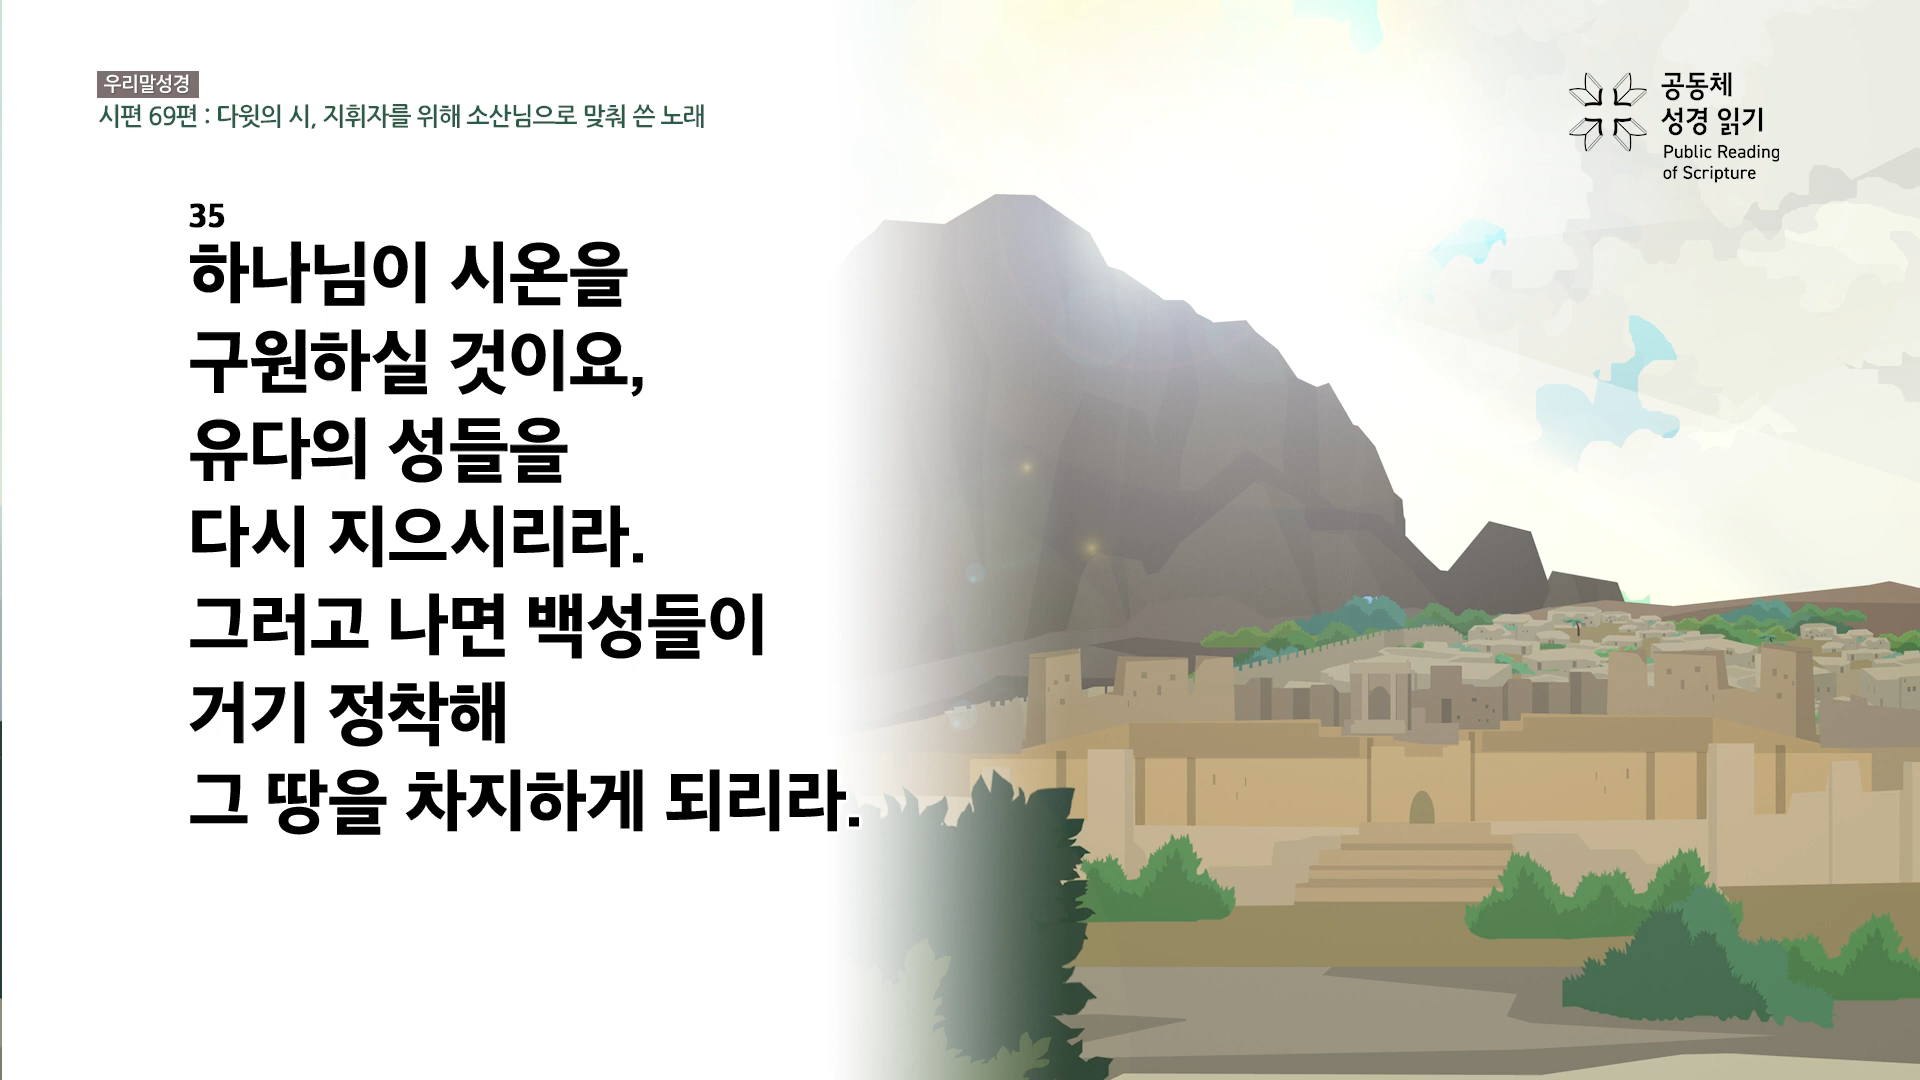 우리말성경
시편 69편 : 다윗의 시, 지휘자를 위해 소산님으로 맞춰 쓴 노래
공동체
성경 읽기
Public Reading
of Scripture
35
하나님이 시온을
구원하실 것이요,
유다의 성들을
다시 지으시리라.
그러고 나면 백성들이
거기 정착해
그 땅을 차지하게 되리라.